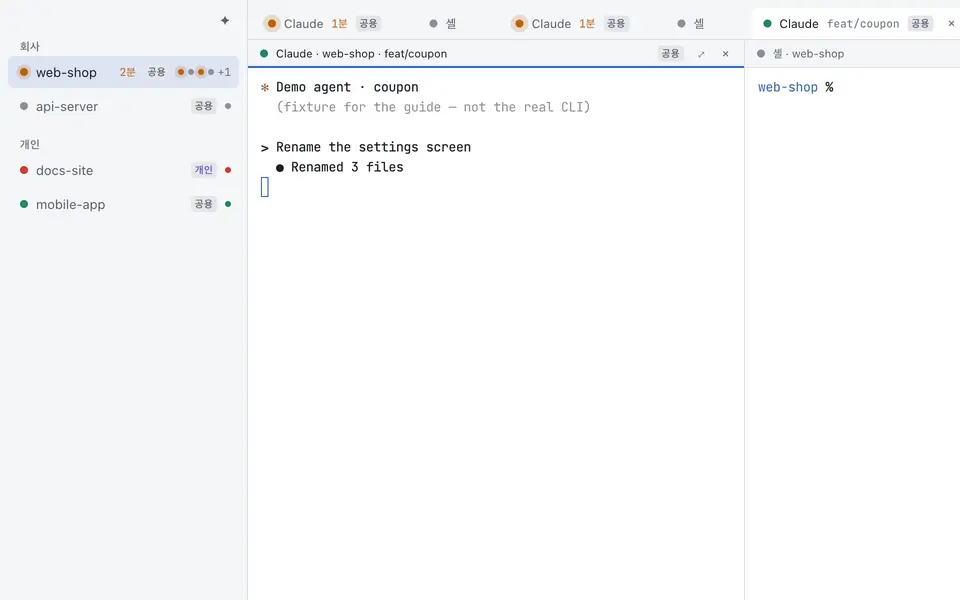 회사
web-shop 2분 공용 +1
api-server 공용
개인
docs-site 개인
mobile-app 공용
Claude 1분 공용 셸 Claude 1분 공용 셸 Claude feat/coupon 공용 ×
Claude · web-shop · feat/coupon 공용 ⤢ ×
* Demo agent · coupon
(fixture for the guide — not the real CLI)
> Rename the settings screen
● Renamed 3 files
셸 · web-shop
web-shop %